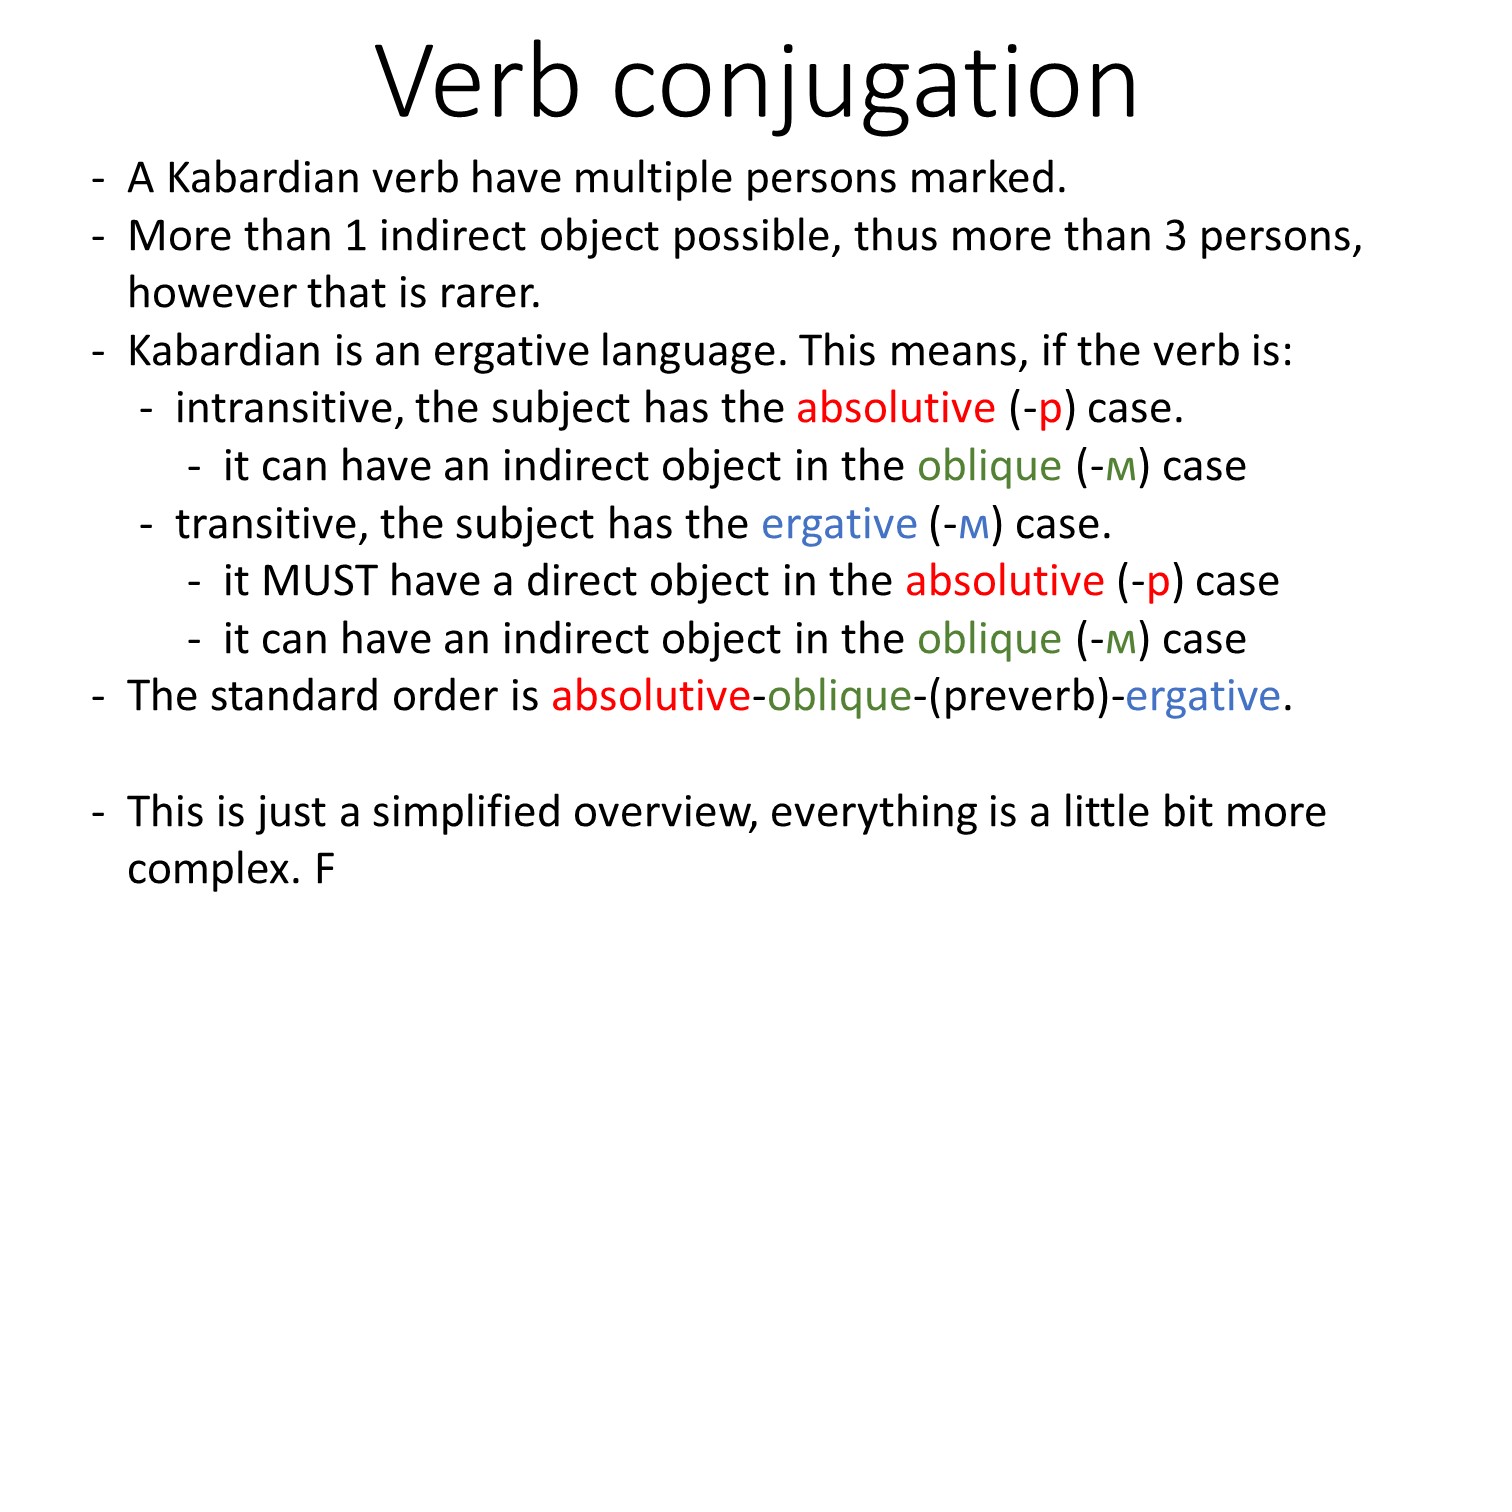 Verb conjugation
- A Kabardian verb have multiple persons marked.
- More than 1 indirect object possible, thus more than 3 persons,
however that is rarer.
- Kabardian is an ergative language. This means, if the verb is:
- intransitive, the subject has the absolutive (-р) case.
- it can have an indirect object in the oblique (-м) case
- transitive, the subject has the ergative (-м) case.
- it MUST have a direct object in the absolutive (-р) case
- it can have an indirect object in the oblique (-м) case
- The standard order is absolutive-oblique-(preverb)-ergative.
- This is just a simplified overview, everything is a little bit more
complex. F